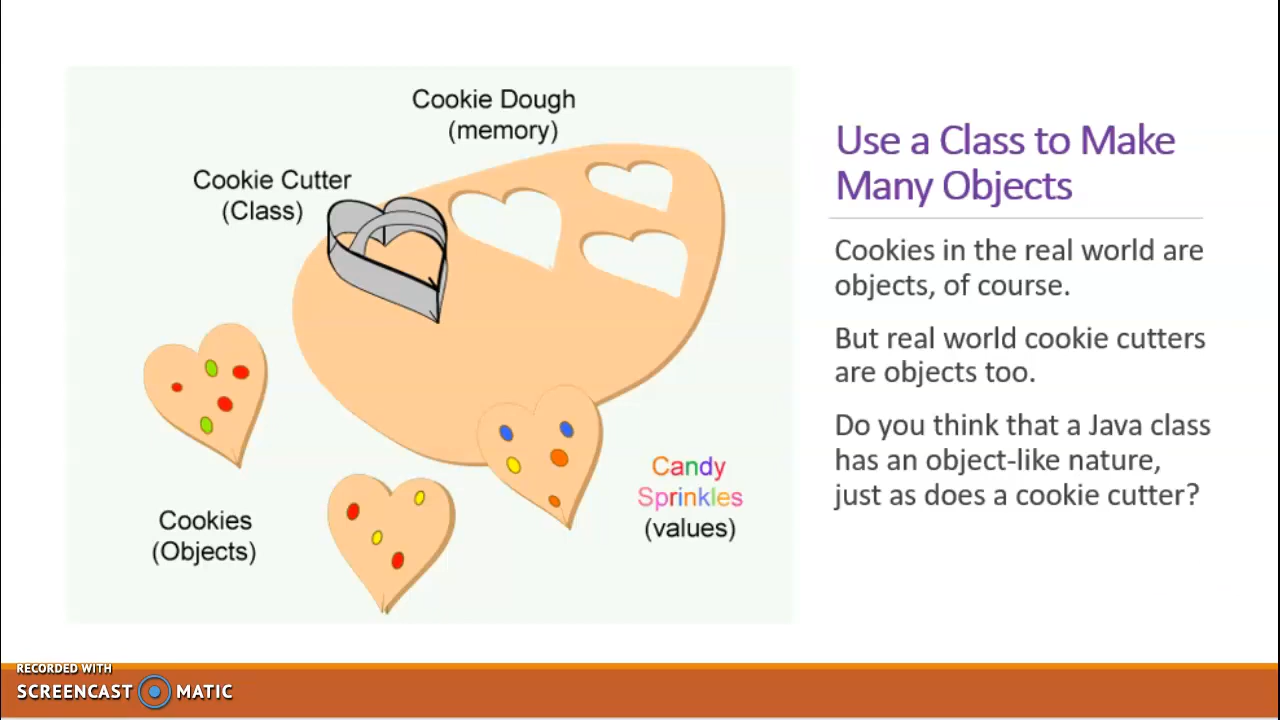 Cookie Dough
(memory)
Cookie Cutter
(Class)
Cookies
(Objects)
Candy
Sprinkles
(values)
Use a Class to Make
Many Objects
Cookies in the real world are
objects, of course.
But real world cookie cutters
are objects too.
Do you think that a Java class
has an object-like nature,
just as does a cookie cutter?
RECORDED WITH
SCREENCAST MATIC